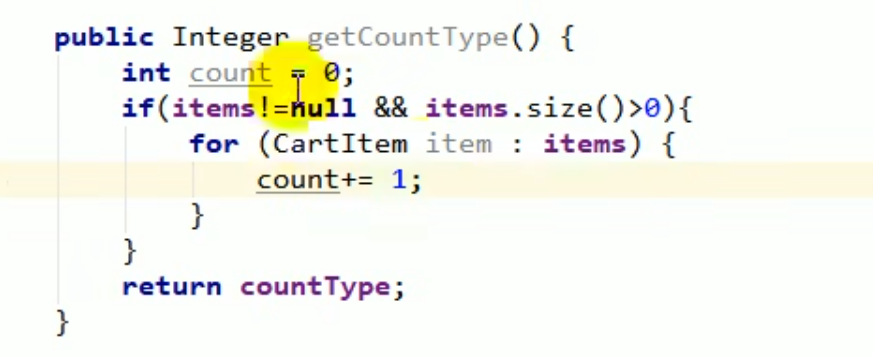 public Integer getCountType() {
int count = 0;
if(items!=null && items.size()>0){
for (CartItem item : items) {
count+= 1;
}
}
return countType;
}